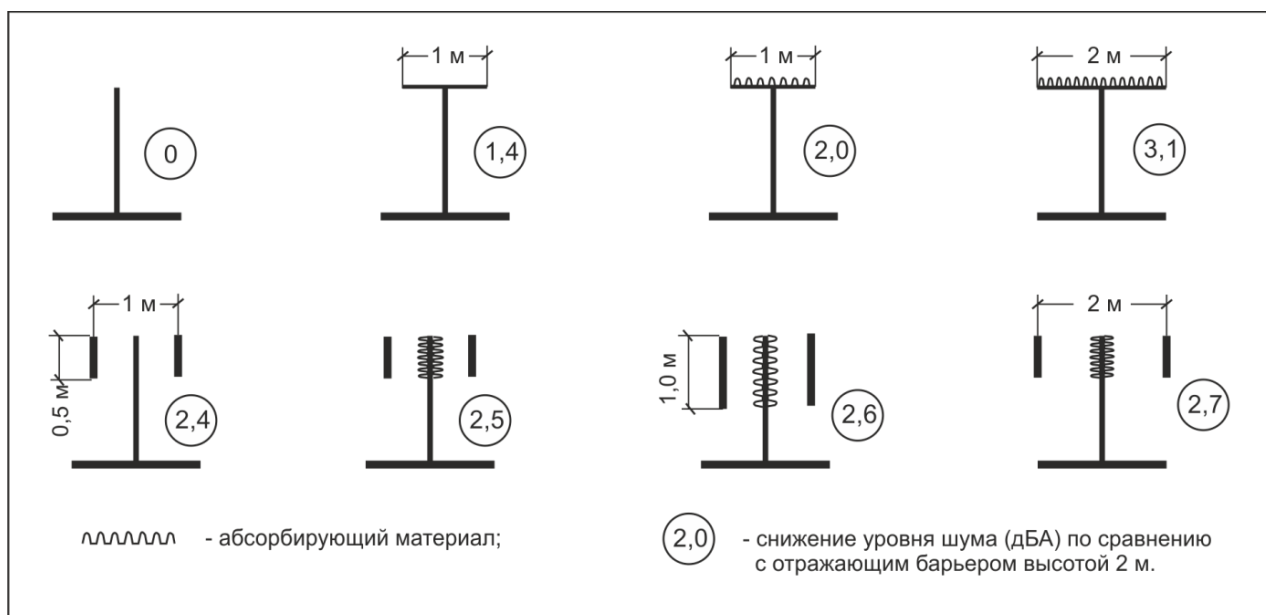 1 м
1 м
2 м
0
1,4
2,0
3,1
1 м
2 м
0,5 м
1,0 м
2,4
2,5
2,6
2,7
- абсорбирующий материал;
2,0
- снижение уровня шума (дБА) по сравнению
с отражающим барьером высотой 2 м.